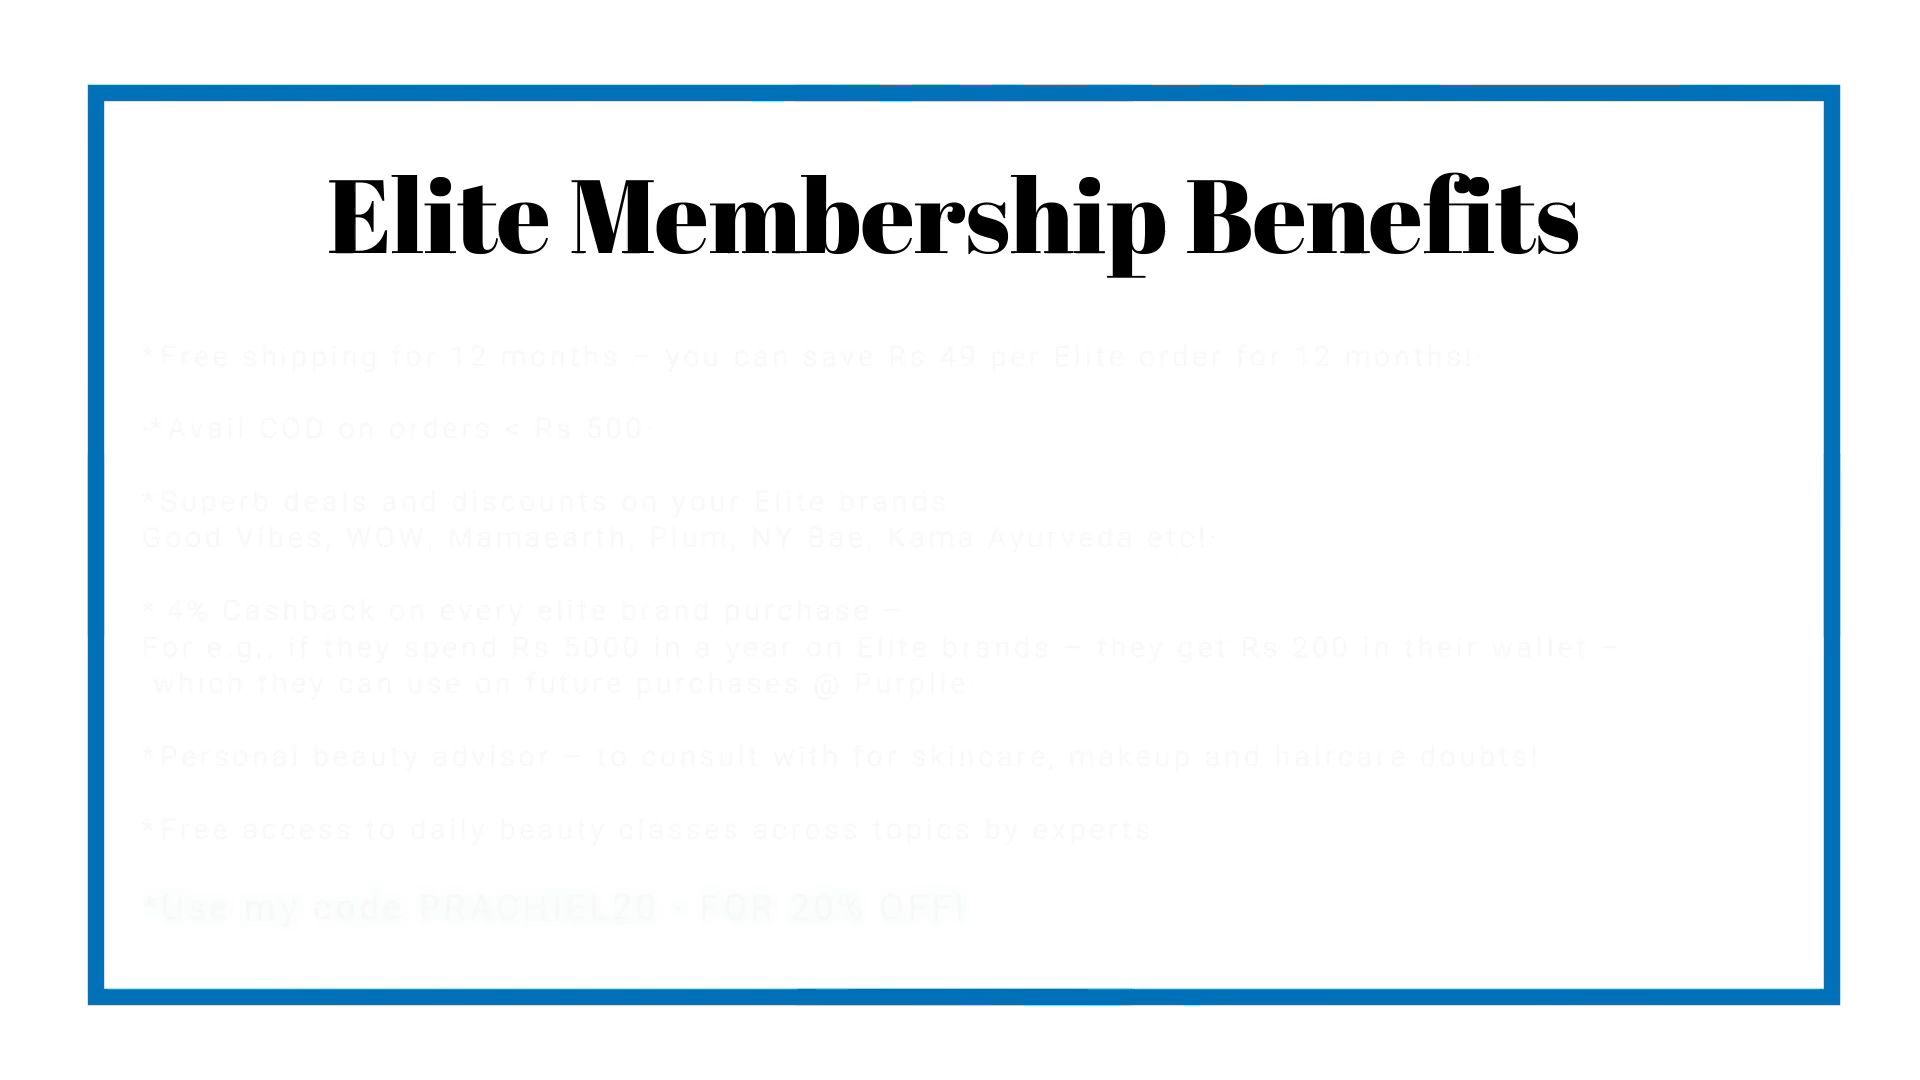 Elite Membership Benefits
*Free shipping for 12 months – you can save Rs 49 per Elite order for 12 months!
*Avail COD on orders < Rs 500
*Superb deals and discounts on your Elite brands
Good Vibes, WOW, Mamaearth, Plum, NY Bae, Kama Ayurveda etc!
* 4% Cashback on every elite brand purchase –
For e.g., if they spend Rs 5000 in a year on Elite brands – they get Rs 200 in their wallet –
which they can use on future purchases @ Purplle
*Personal beauty advisor – to consult with for skincare, makeup and haircare doubts!
*Free access to daily beauty classes across topics by experts
*Use my code PRACHIEL20 - FOR 20% OFF!